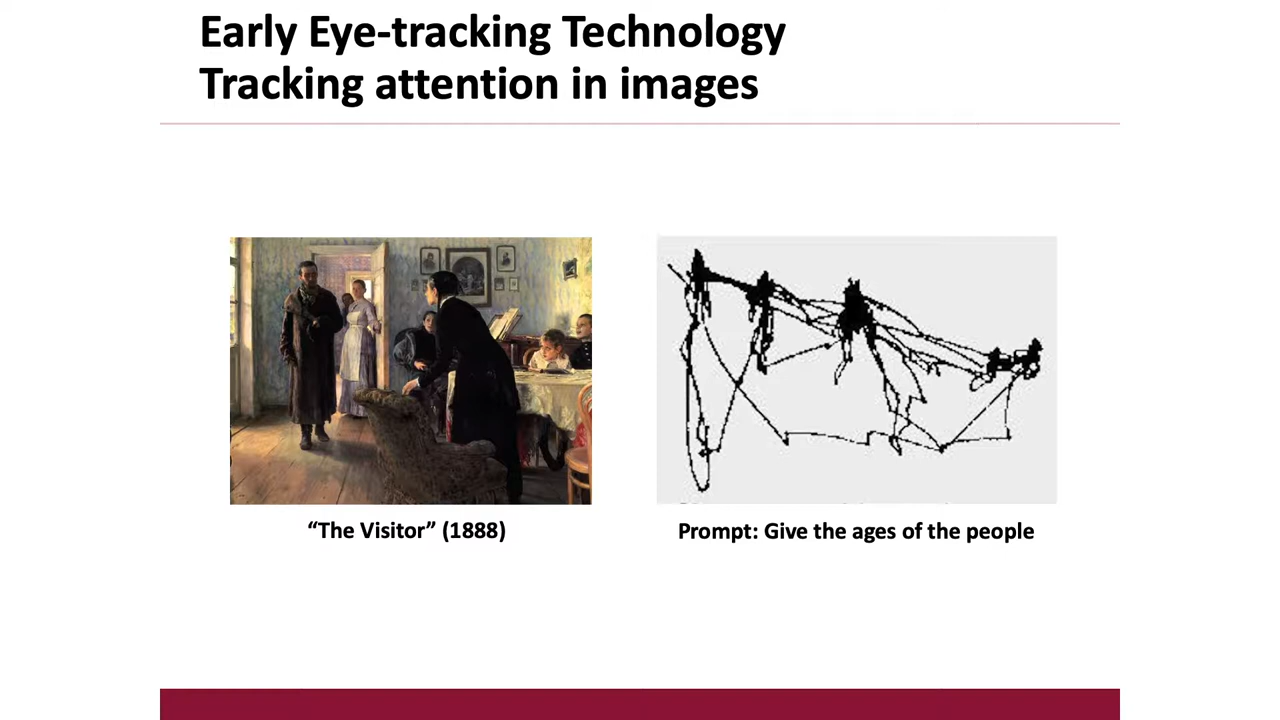 Early Eye-tracking Technology
Tracking attention in images
“The Visitor” (1888)
Prompt: Give the ages of the people